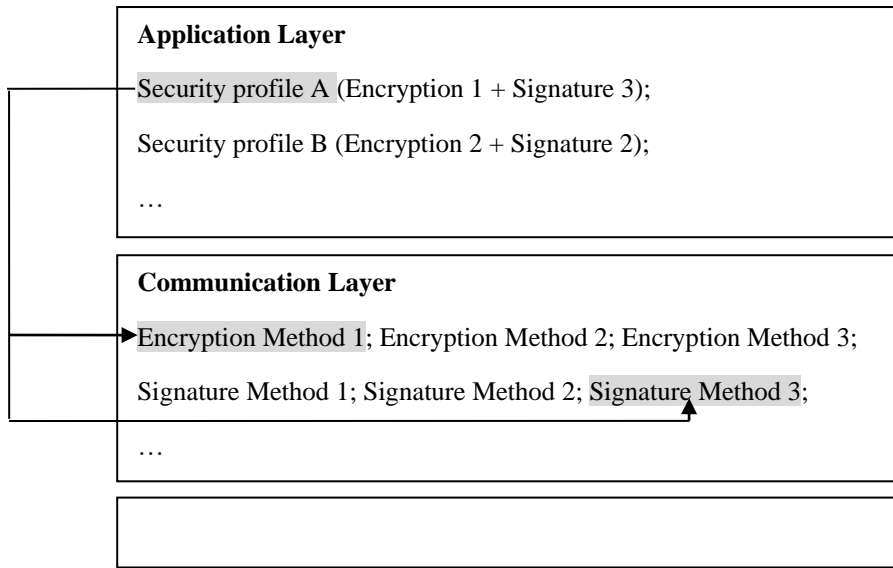 Application Layer
Security profile A (Encryption 1 + Signature 3);
Security profile B (Encryption 2 + Signature 2);
…
Communication Layer
Encryption Method 1; Encryption Method 2; Encryption Method 3;
Signature Method 1; Signature Method 2; Signature Method 3;
…